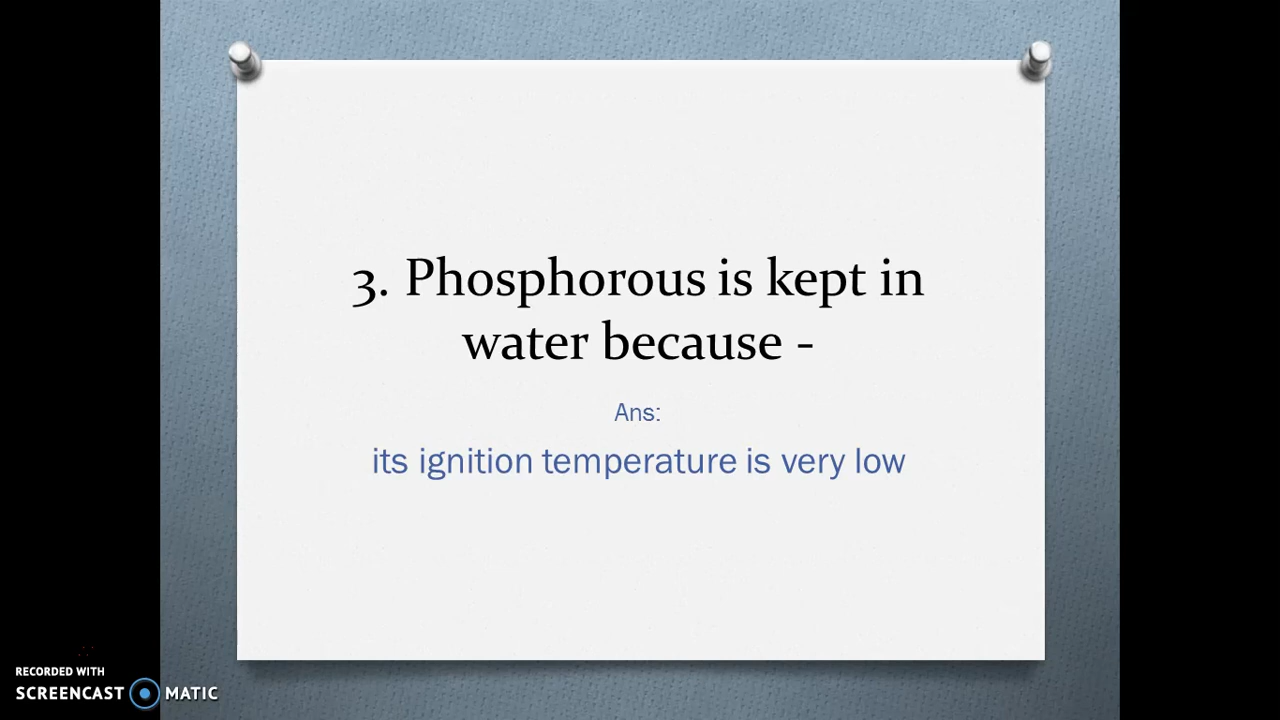 3. Phosphorous is kept in
water because -
Ans:
its ignition temperature is very low
RECORDED WITH
SCREENCAST MATIC